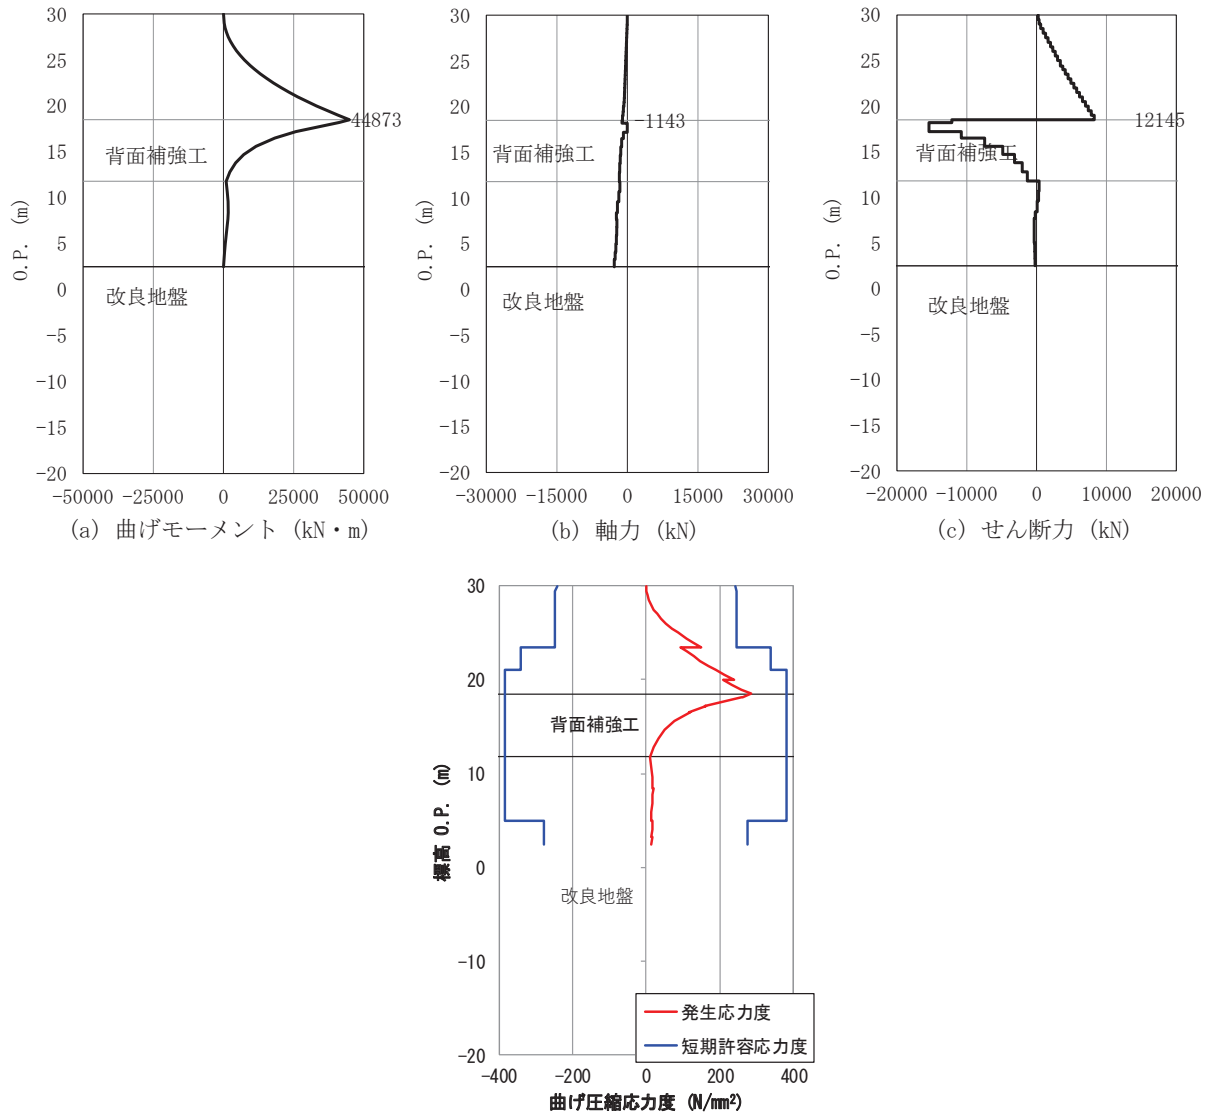 30
25
20
15
10
5
0
-5
-10
-15
-20
O.P. (m)
44873
背面補強工
改良地盤
-50000 -25000 0 25000 50000
(a) 曲げモーメント (kN・m)
30
25
20
15
10
5
0
-5
-10
-15
-20
O.P. (m)
-1143
背面補強工
改良地盤
-30000 -15000 0 15000 30000
(b) 軸力 (kN)
30
25
20
15
10
5
0
-5
-10
-15
-20
O.P. (m)
12145
背面補強工
改良地盤
-20000 -10000 0 10000 20000
(c) せん断力 (kN)
30
20
10
0
-10
-20
標高 O.P. (m)
背面補強工
改良地盤
発生応力度
短期許容応力度
-400 -200 0 200 400
曲げ圧縮応力度 (N/mm²)